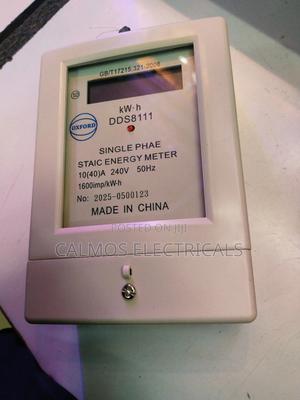 GB/T17215.321-2008
kW·h
DDS8111
OXFORD
SINGLE PHAE
STAIC ENERGY METER
10(40)A 240V 50Hz
1600imp/kW·h
No: 2025-0500123
MADE IN CHINA
POSTED ON JIJI
CALMOS ELECTRICALS